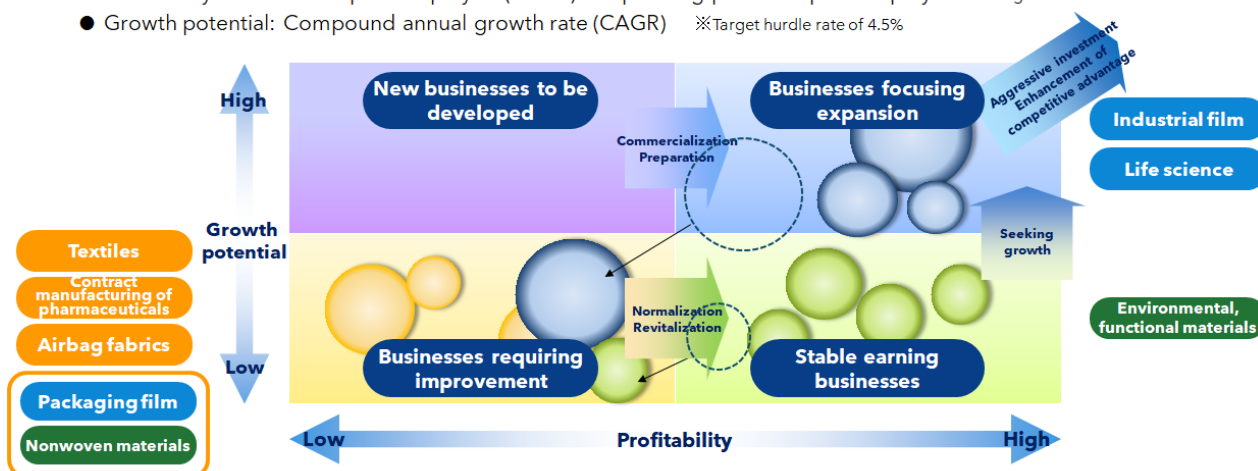 ● Growth potential: Compound annual growth rate (CAGR) ※Target hurdle rate of 4.5%
High
Growth
potential
Low
Textiles
Contract
manufacturing of
pharmaceuticals
Airbag fabrics
Packaging film
Nonwoven materials
New businesses to be
developed
Commercialization
Preparation
Businesses focusing
expansion
Aggressive investment
Enhancement of
competitive advantage
Industrial film
Life science
Seeking
growth
Businesses requiring
improvement
Normalization
Revitalization
Stable earning
businesses
Environmental,
functional materials
Low
Profitability
High